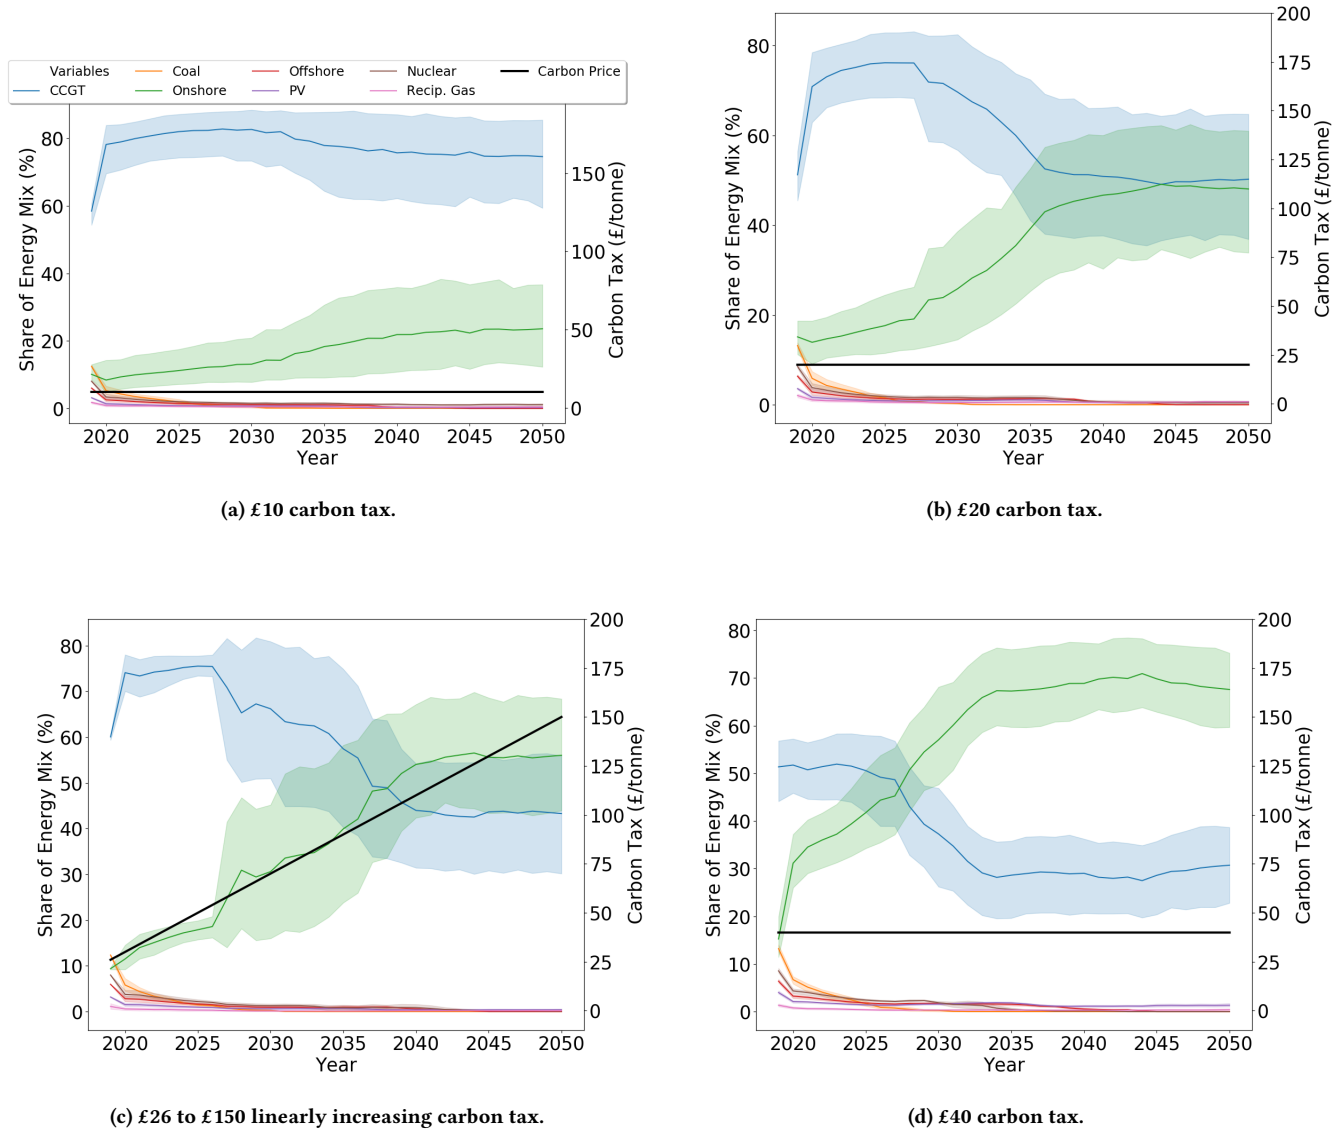 Variables Coal Offshore Nuclear Carbon Price
CCGT Onshore PV Recip. Gas
Share of Energy Mix (%)
80
60
40
20
0
150
100
50
0
Carbon Tax (£/tonne)
2020 2025 2030 2035 2040 2045 2050
Year
(a) £10 carbon tax.
Share of Energy Mix (%)
80
60
40
20
0
200
175
150
125
100
75
50
25
0
Carbon Tax (£/tonne)
2020 2025 2030 2035 2040 2045 2050
Year
(b) £20 carbon tax.
Share of Energy Mix (%)
80
70
60
50
40
30
20
10
0
200
175
150
125
100
75
50
25
0
Carbon Tax (£/tonne)
2020 2025 2030 2035 2040 2045 2050
Year
(c) £26 to £150 linearly increasing carbon tax.
Share of Energy Mix (%)
80
70
60
50
40
30
20
10
0
200
175
150
125
100
75
50
25
0
Carbon Tax (£/tonne)
2020 2025 2030 2035 2040 2045 2050
Year
(d) £40 carbon tax.